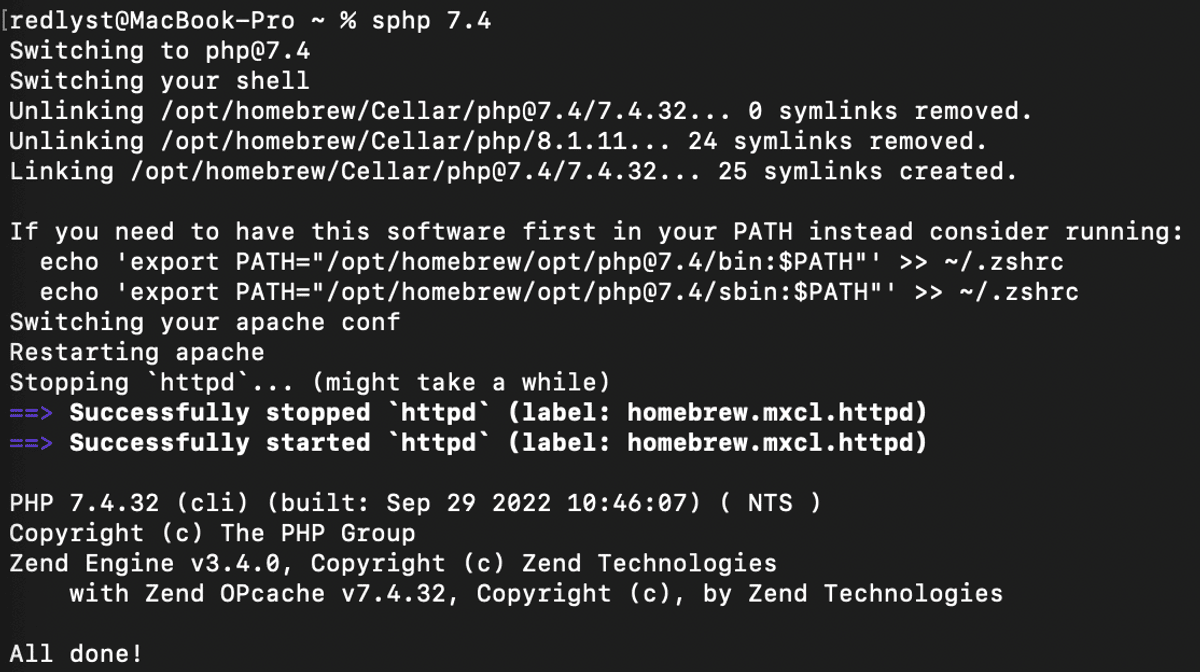 [redlyst@MacBook-Pro ~ % sphp 7.4
Switching to php@7.4
Switching your shell
Unlinking /opt/homebrew/Cellar/php@7.4/7.4.32... 0 symlinks removed.
Unlinking /opt/homebrew/Cellar/php/8.1.11... 24 symlinks removed.
Linking /opt/homebrew/Cellar/php@7.4/7.4.32... 25 symlinks created.
If you need to have this software first in your PATH instead consider running:
  echo 'export PATH="/opt/homebrew/opt/php@7.4/bin:$PATH"' >> ~/.zshrc
  echo 'export PATH="/opt/homebrew/opt/php@7.4/sbin:$PATH"' >> ~/.zshrc
Switching your apache conf
Restarting apache
Stopping `httpd`... (might take a while)
==> Successfully stopped `httpd` (label: homebrew.mxcl.httpd)
==> Successfully started `httpd` (label: homebrew.mxcl.httpd)
PHP 7.4.32 (cli) (built: Sep 29 2022 10:46:07) ( NTS )
Copyright (c) The PHP Group
Zend Engine v3.4.0, Copyright (c) Zend Technologies
    with Zend OPcache v7.4.32, Copyright (c), by Zend Technologies
All done!